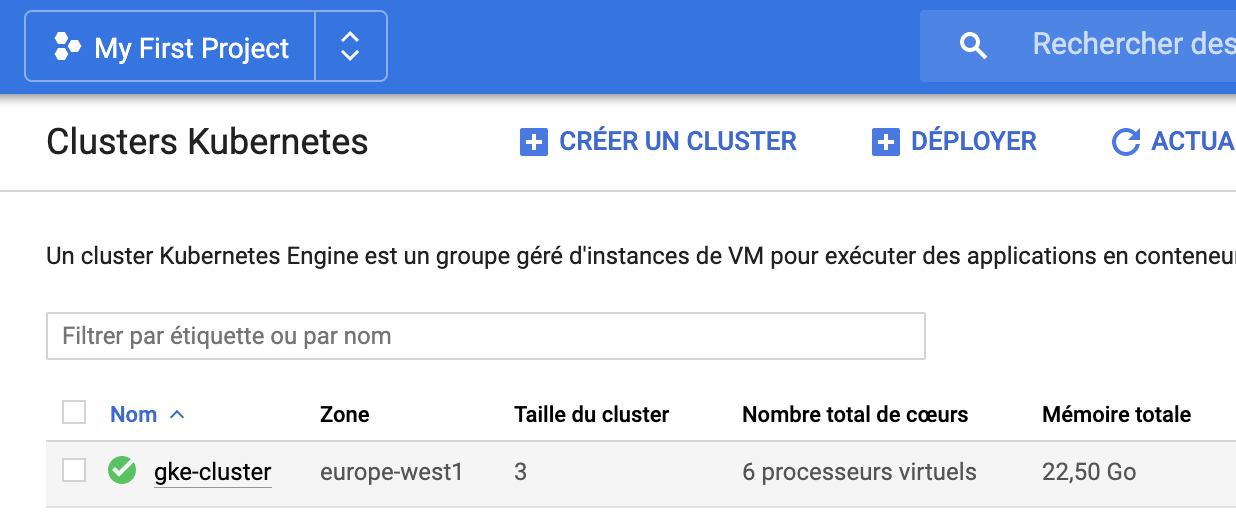 My First Project
Rechercher des
Clusters Kubernetes
CRÉER UN CLUSTER
DÉPLOYER
ACTUA
Un cluster Kubernetes Engine est un groupe géré d'instances de VM pour exécuter des applications en conteneu
Filtrer par étiquette ou par nom
Nom Zone Taille du cluster Nombre total de cœurs Mémoire totale
gke-cluster europe-west1 3 6 processeurs virtuels 22,50 Go